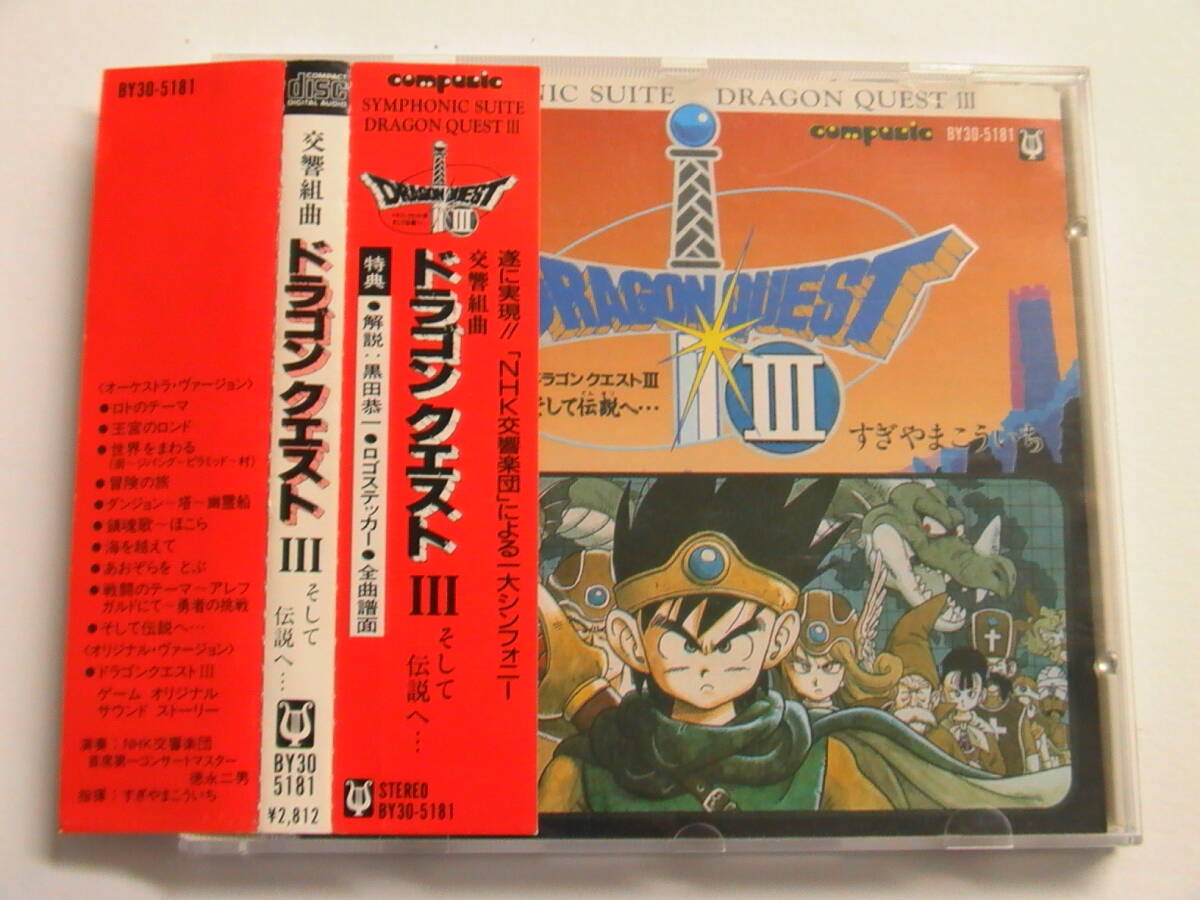 BY30-5181
〈オーケストラ・ヴァージョン〉
●ロトのテーマ
●王宮のロンド
●世界をまわる
(街〜ジパング〜ピラミッド〜村)
●冒険の旅
●ダンジョン〜塔〜幽霊船
●鎮魂歌〜ほこら
●海を越えて
●あおぞらを とぶ
●戦闘のテーマ〜アレフ
ガルドにて〜勇者の挑戦
●そして伝説へ…
〈オリジナル・ヴァージョン〉
●ドラゴンクエストIII
ゲーム オリジナル
サウンド ストーリー
演奏：NHK交響楽団
首席第一コンサートマスター
徳永二男
指揮：すぎやまこういち
COMPACT
disc
DIGITAL AUDIO
交響組曲
ドラゴンクエスト III
そして
伝説へ…
BY30
5181
¥2,812
compusic
SYMPHONIC SUITE
DRAGON QUEST III
DRAGON QUEST
III
遂に実現!!「NHK交響楽団」による一大シンフォニー
交響組曲
ドラゴンクエスト III
そして
伝説へ…
特典
●解説：黒田恭一●ロゴステッカー●全曲譜面
STEREO
BY30-5181
NIC SUITE DRAGON QUEST III
compusic BY30-5181
DRAGON QUEST
III
ドラゴンクエストIII
そして伝説へ…
でんせつ
すぎやまこういち